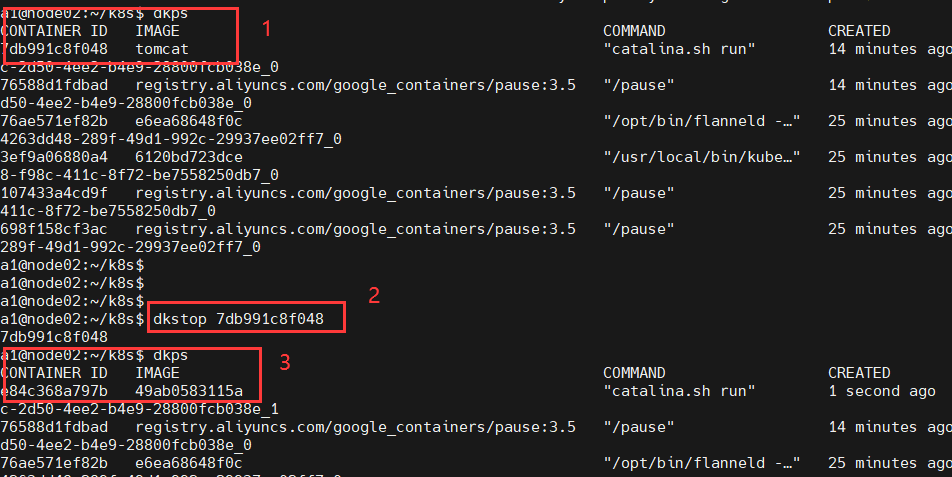 a1@node02:~/k8s$ dkps 1
CONTAINER ID IMAGE COMMAND CREATED
7db991c8f048 tomcat "catalina.sh run" 14 minutes ago
c-2d50-4ee2-b4e9-28800fcb038e_0
76588d1fdbad registry.aliyuncs.com/google_containers/pause:3.5 "/pause" 14 minutes ago
d50-4ee2-b4e9-28800fcb038e_0
76ae571ef82b e6ea68648f0c "/opt/bin/flanneld -…" 25 minutes ago
4263dd48-289f-49d1-992c-29937ee02ff7_0
3ef9a06880a4 6120bd723dce "/usr/local/bin/kube…" 25 minutes ago
8-f98c-411c-8f72-be7558250db7_0
107433a4cd9f registry.aliyuncs.com/google_containers/pause:3.5 "/pause" 25 minutes ago
411c-8f72-be7558250db7_0
698f158cf3ac registry.aliyuncs.com/google_containers/pause:3.5 "/pause" 25 minutes ago
289f-49d1-992c-29937ee02ff7_0
a1@node02:~/k8s$
a1@node02:~/k8s$
a1@node02:~/k8s$ 2
a1@node02:~/k8s$ dkstop 7db991c8f048
7db991c8f048
a1@node02:~/k8s$ dkps 3
CONTAINER ID IMAGE COMMAND CREATED
e84c368a797b 49ab0583115a "catalina.sh run" 1 second ago
c-2d50-4ee2-b4e9-28800fcb038e_1
76588d1fdbad registry.aliyuncs.com/google_containers/pause:3.5 "/pause" 14 minutes ago
d50-4ee2-b4e9-28800fcb038e_0
76ae571ef82b e6ea68648f0c "/opt/bin/flanneld -…" 25 minutes ago